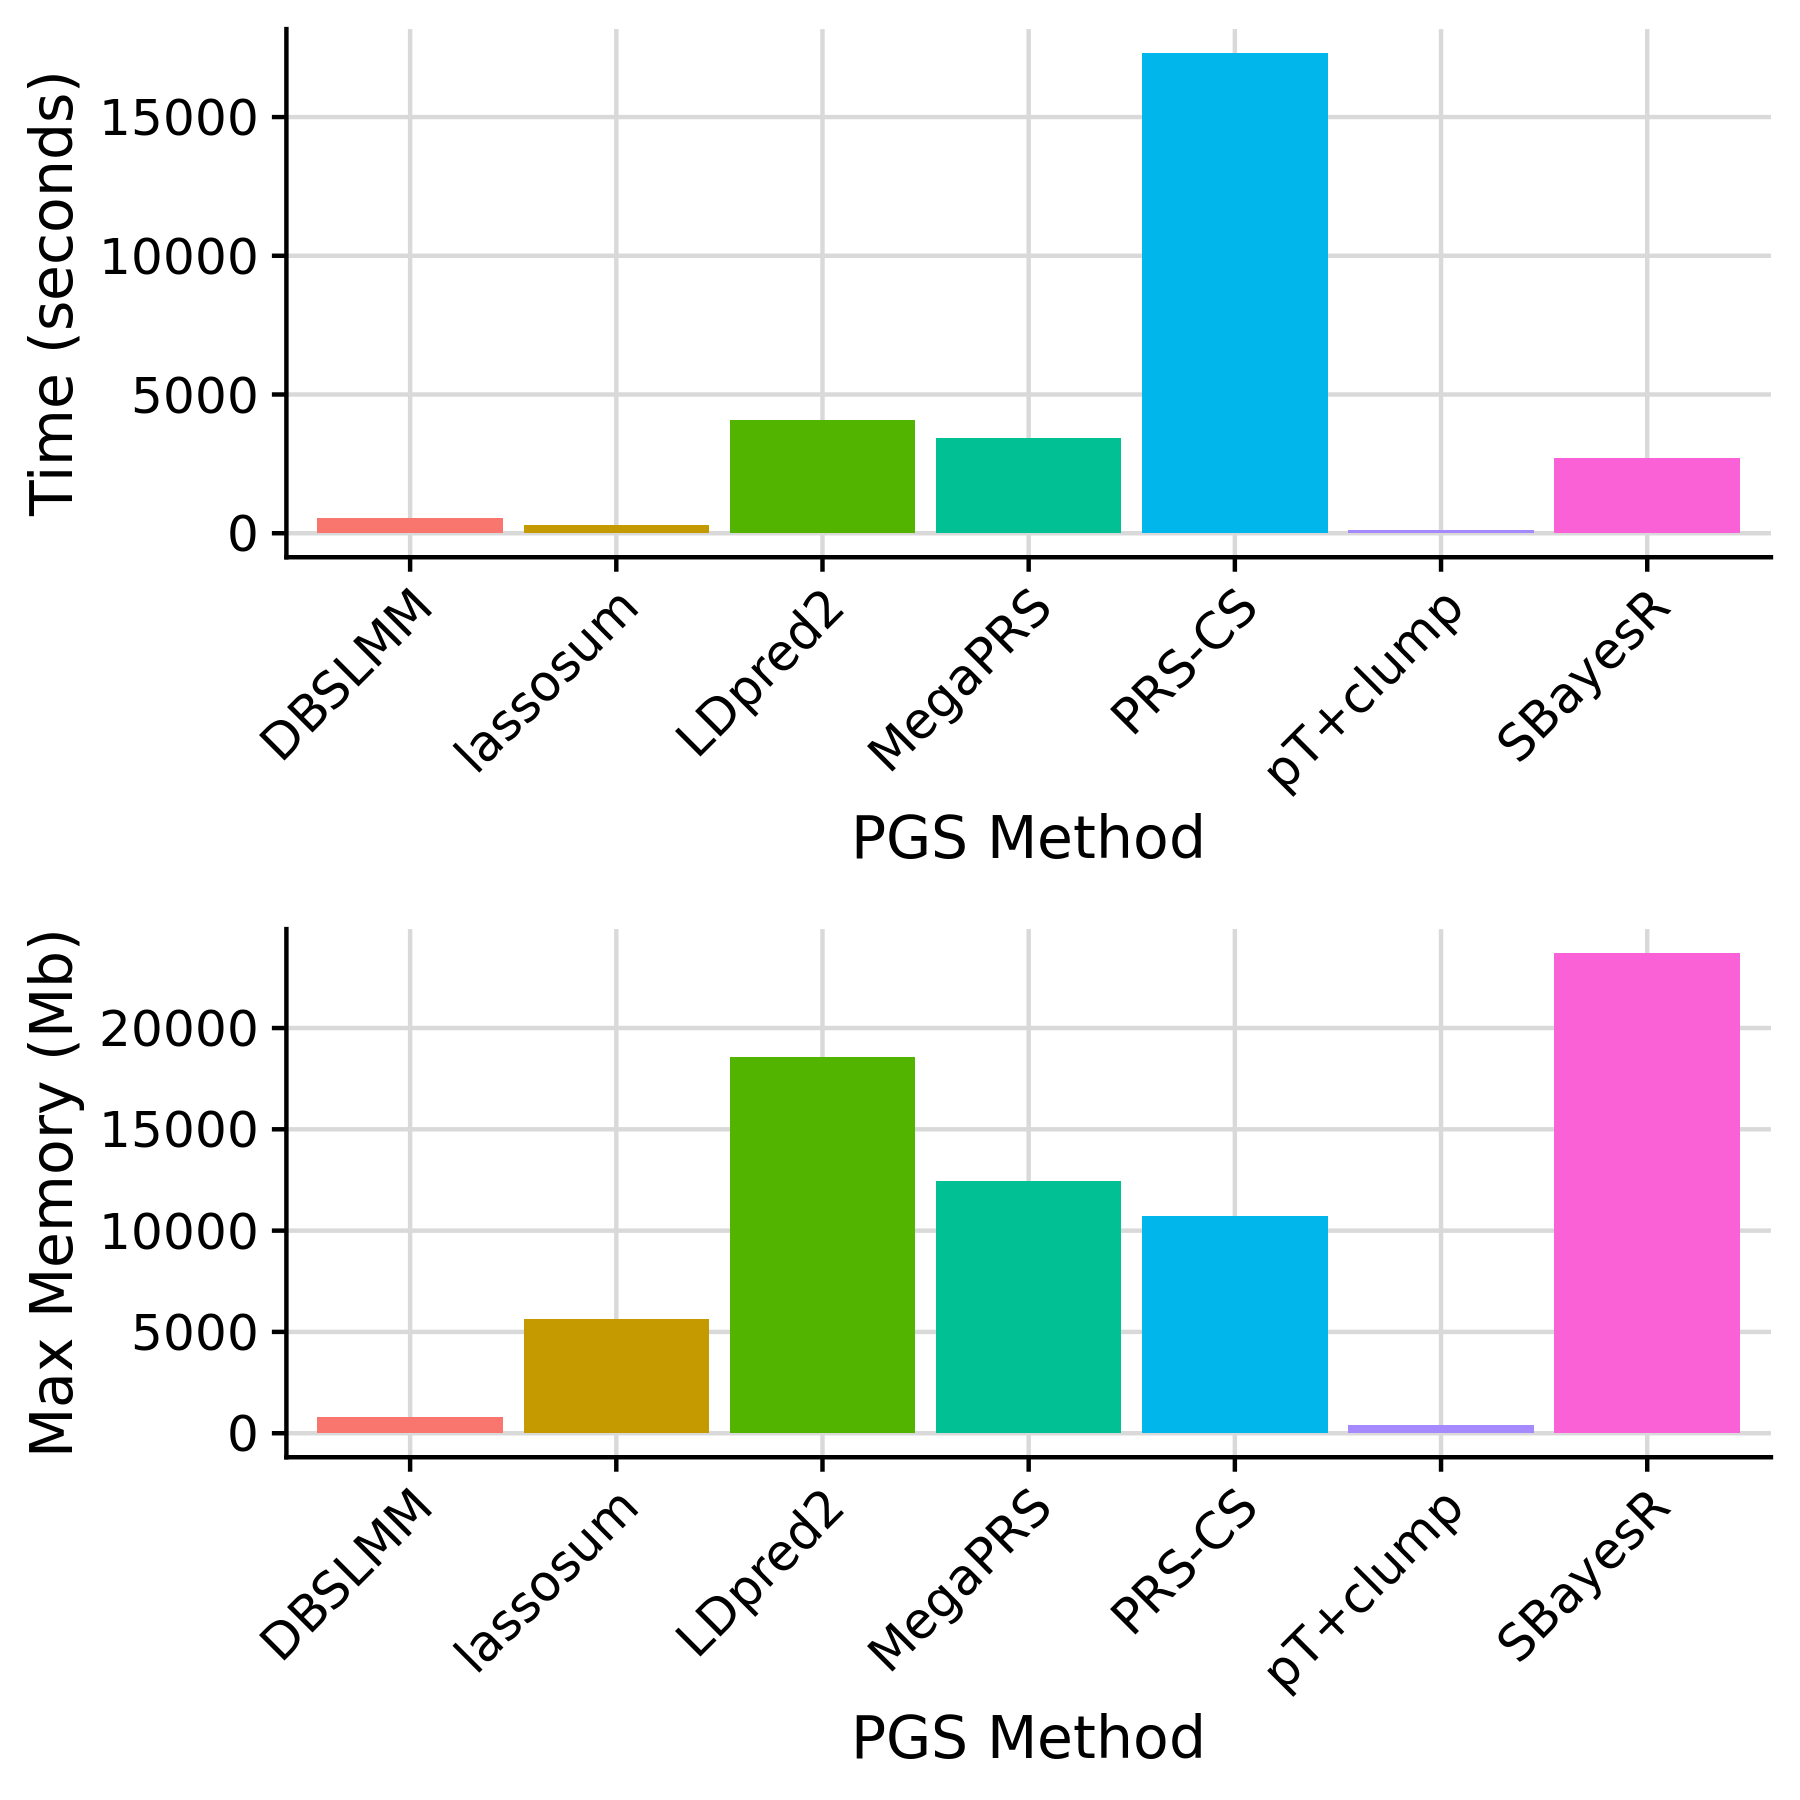 Time (seconds)
15000
10000
5000
0
DBSLMM
lassosum
LDpred2
MegaPRS
PRS-CS
pT+clump
SBayesR
PGS Method
Max Memory (Mb)
20000
15000
10000
5000
0
DBSLMM
lassosum
LDpred2
MegaPRS
PRS-CS
pT+clump
SBayesR
PGS Method